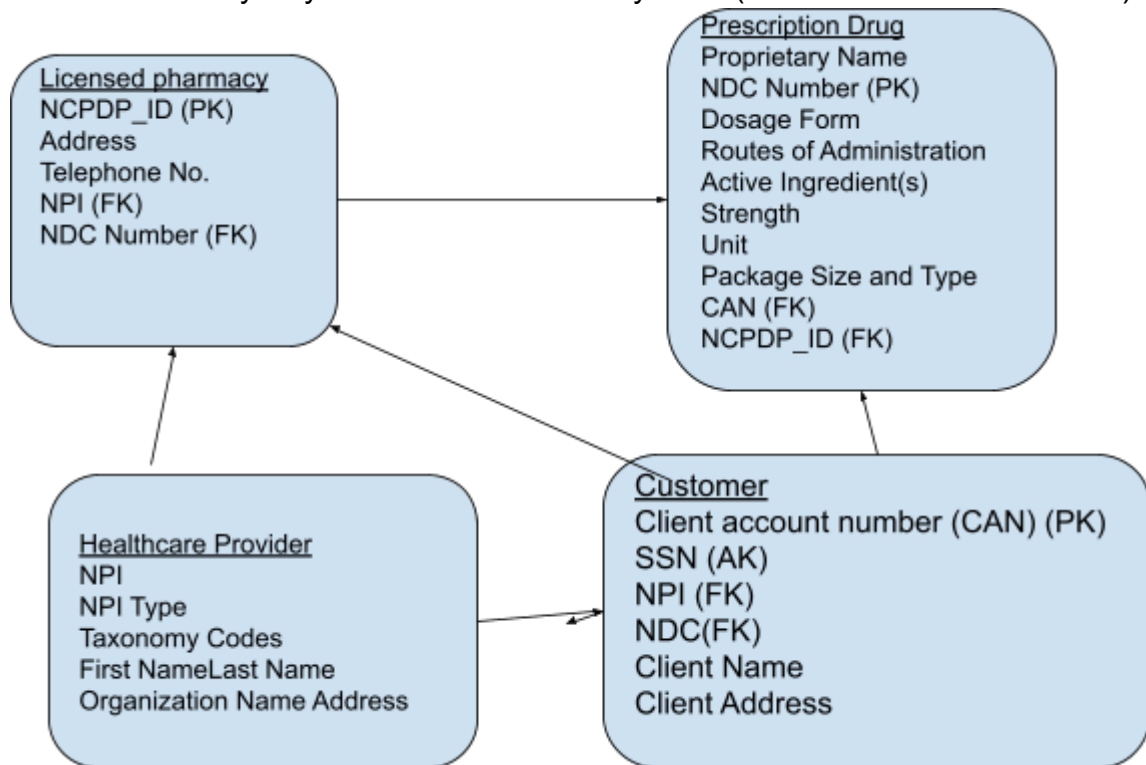 Licensed pharmacy
NCPDP_ID (PK)
Address
Telephone No.
NPI (FK)
NDC Number (FK)
Prescription Drug
Proprietary Name
NDC Number (PK)
Dosage Form
Routes of Administration
Active Ingredient(s)
Strength
Unit
Package Size and Type
CAN (FK)
NCPDP_ID (FK)
Healthcare Provider
NPI
NPI Type
Taxonomy Codes
First NameLast Name
Organization Name Address
Customer
Client account number (CAN) (PK)
SSN (AK)
NPI (FK)
NDC(FK)
Client Name
Client Address